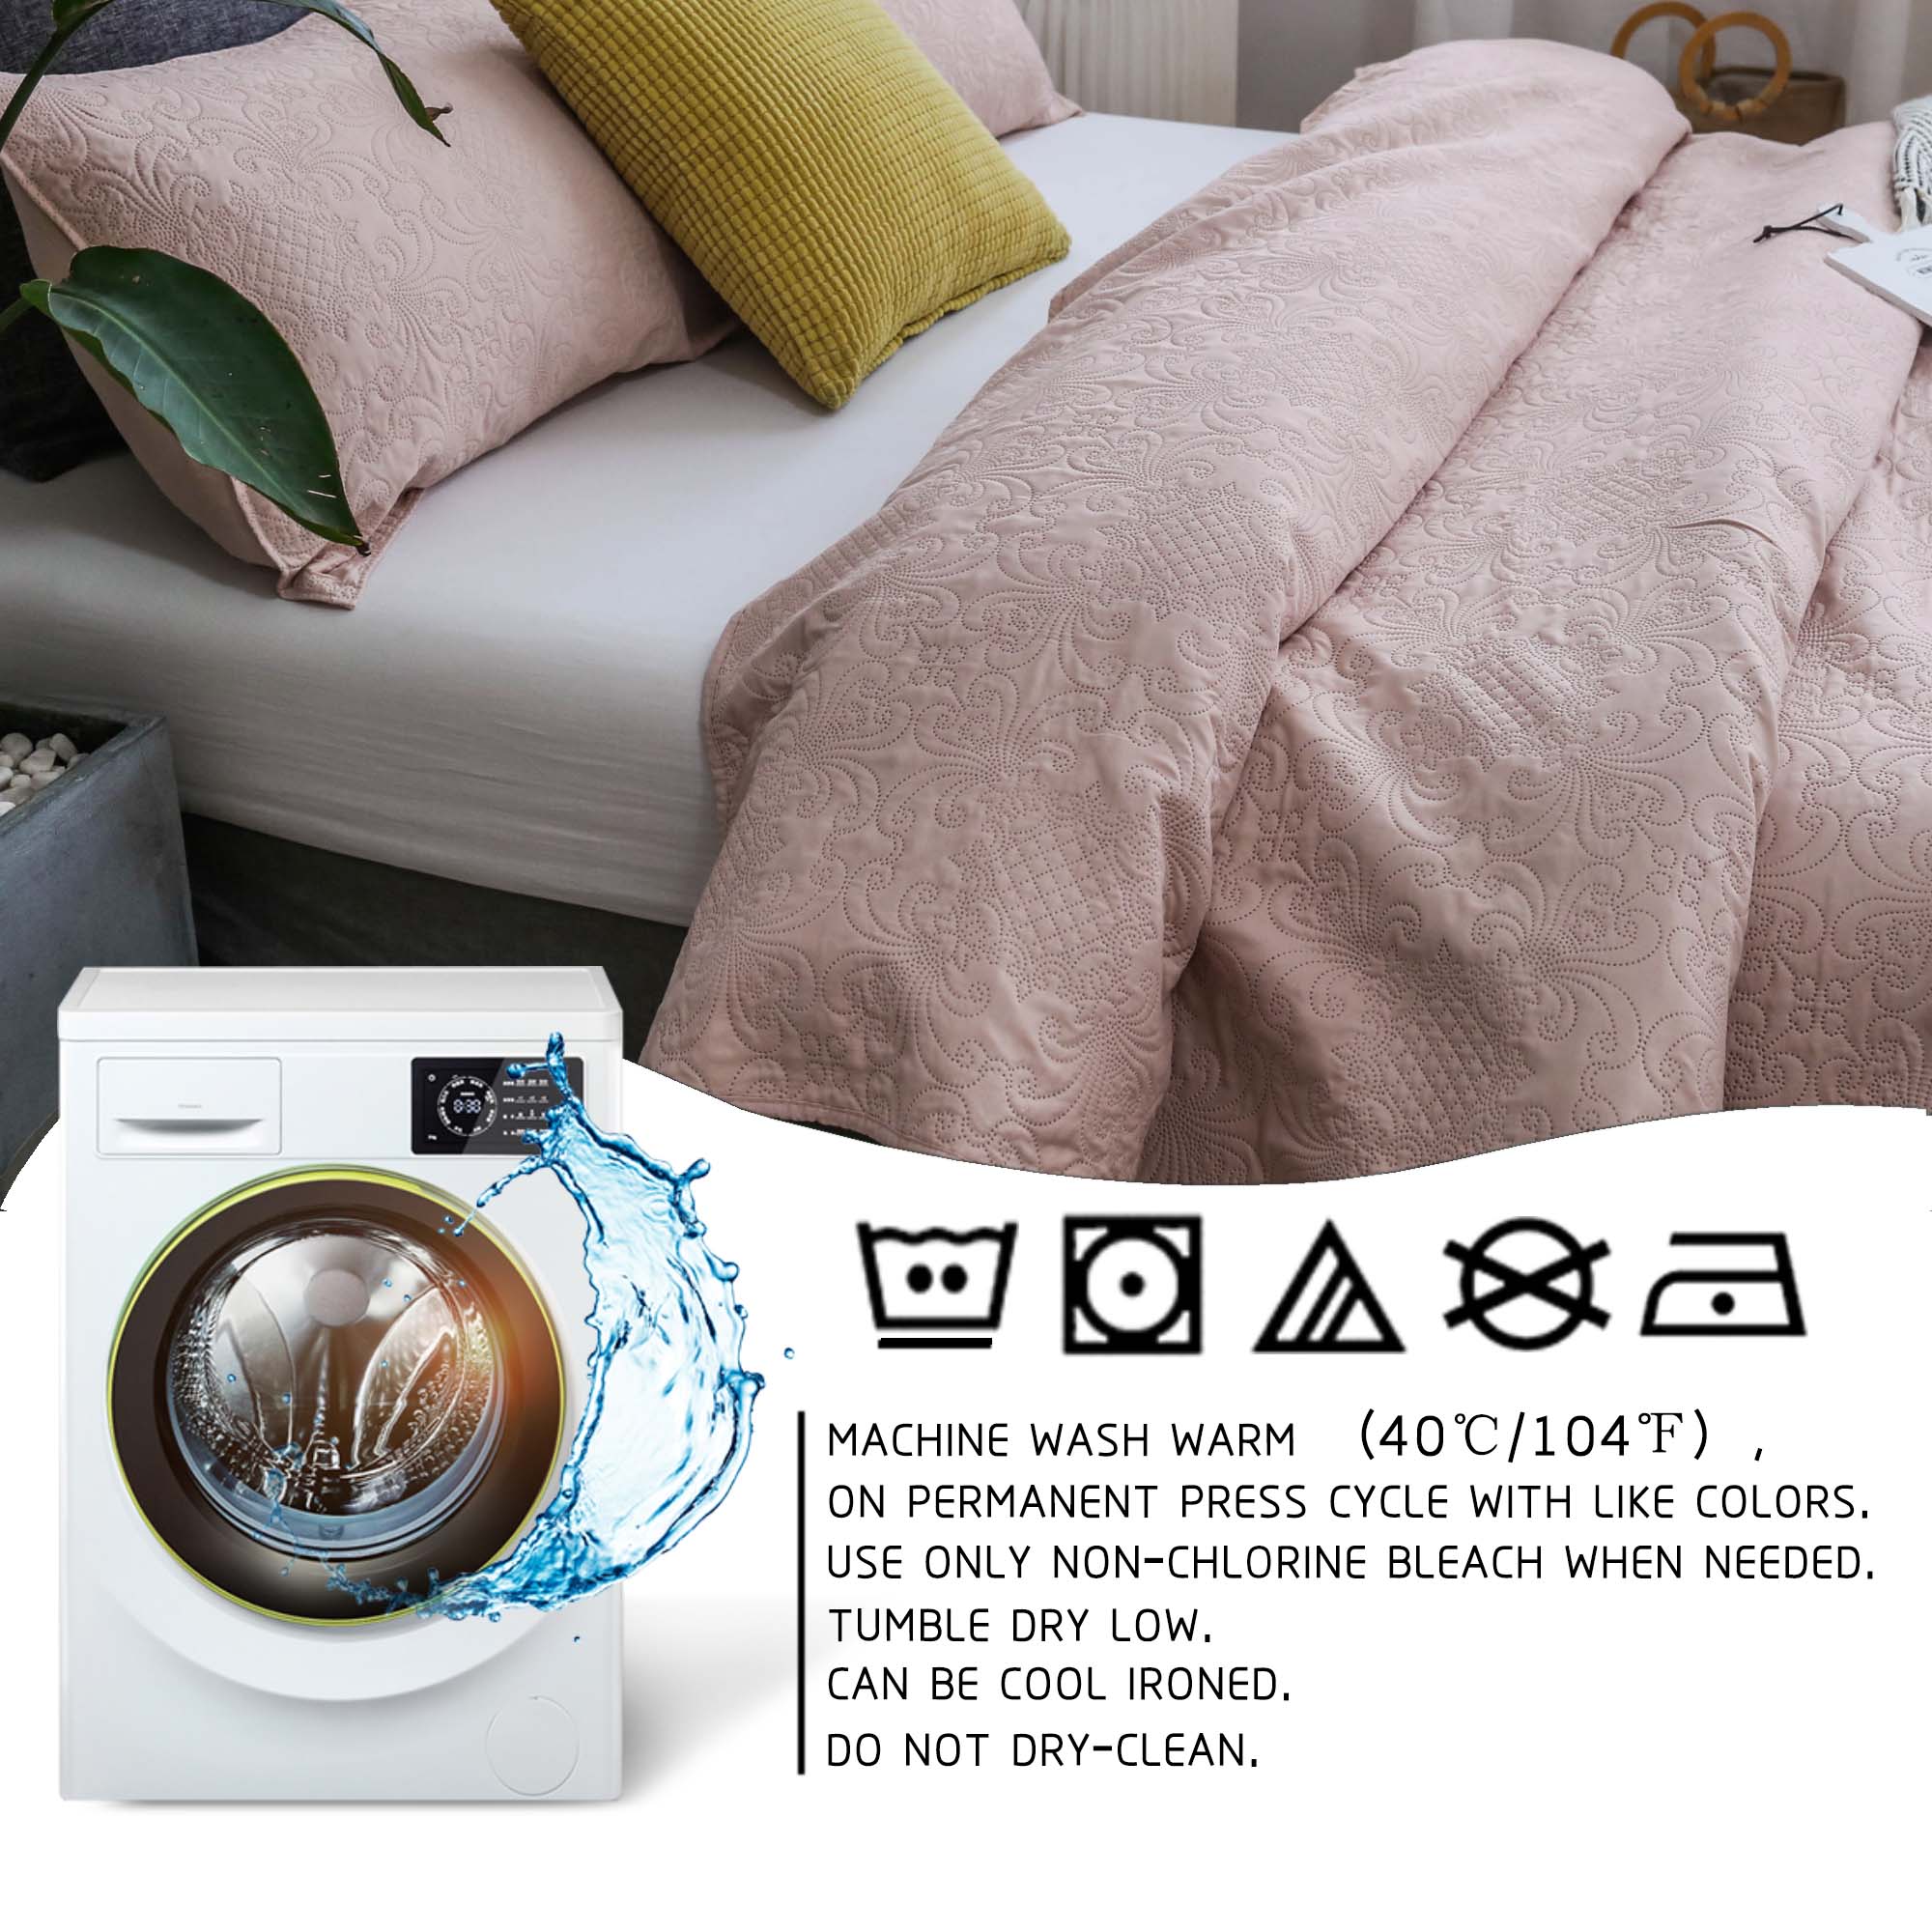 MACHINE WASH WARM (40℃/104℉) ,
ON PERMANENT PRESS CYCLE WITH LIKE COLORS.
USE ONLY NON-CHLORINE BLEACH WHEN NEEDED.
TUMBLE DRY LOW.
CAN BE COOL IRONED.
DO NOT DRY-CLEAN.